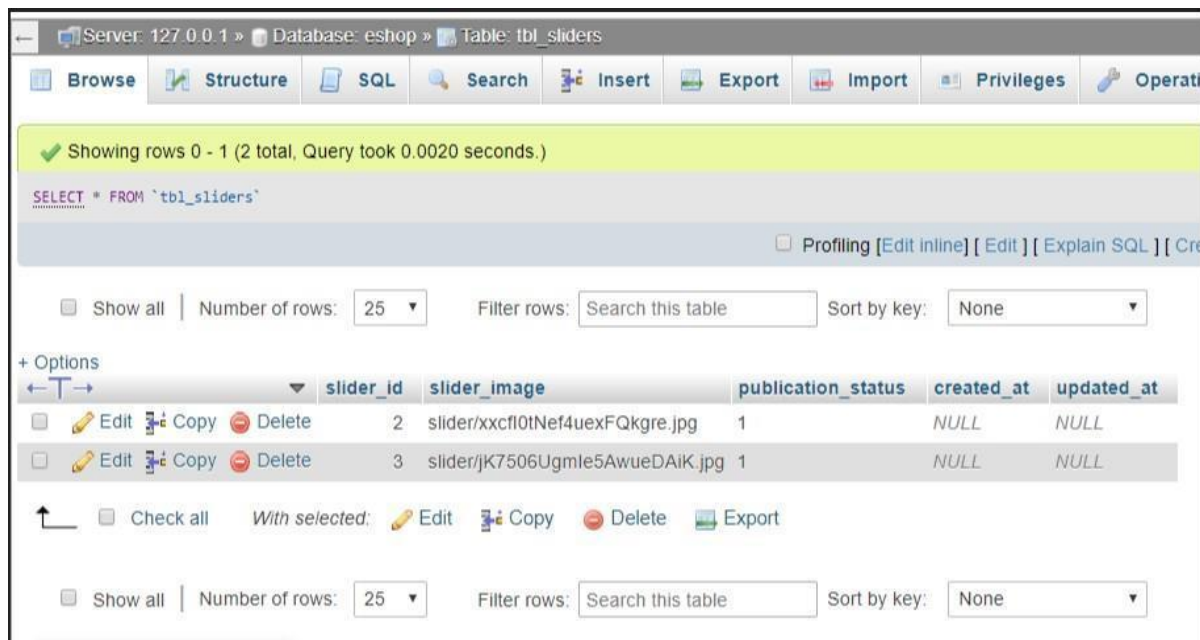 Server: 127.0.0.1 » Database: eshop » Table: tbl_sliders
Browse Structure SQL Search Insert Export Import Privileges Operati
Showing rows 0 - 1 (2 total, Query took 0.0020 seconds.)
SELECT * FROM `tbl_sliders`
Profiling [Edit inline] [ Edit ] [ Explain SQL ] [ Cre
Show all | Number of rows: 25 Filter rows: Search this table Sort by key: None
+ Options
←T→ slider_id slider_image publication_status created_at updated_at
Edit Copy Delete 2 slider/xxcfl0tNef4uexFQkgre.jpg 1 NULL NULL
Edit Copy Delete 3 slider/jK7506Ugmle5AwueDAiK.jpg 1 NULL NULL
Check all With selected: Edit Copy Delete Export
Show all | Number of rows: 25 Filter rows: Search this table Sort by key: None